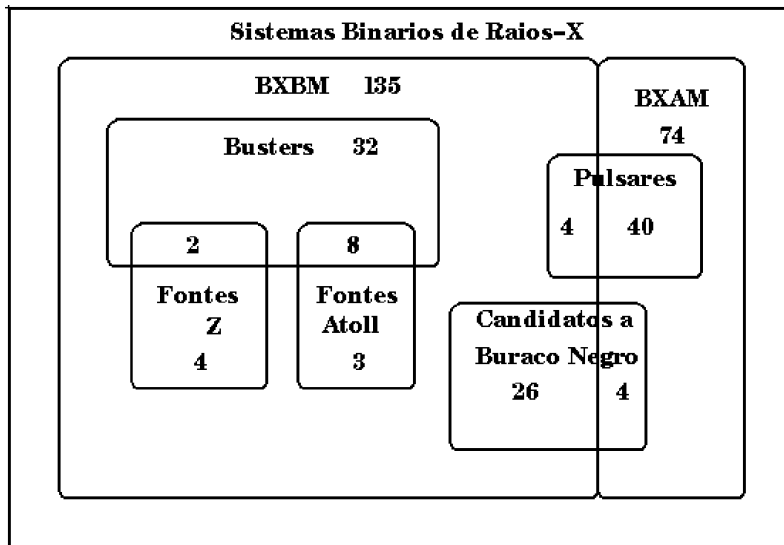 Sistemas Binarios de Raios-X
BXBM 135
BXAM
74
Busters 32
Pulsares
4 40
2 8
Fontes
Z
4
Fontes
Atoll
3
Candidatos a
Buraco Negro
26 4